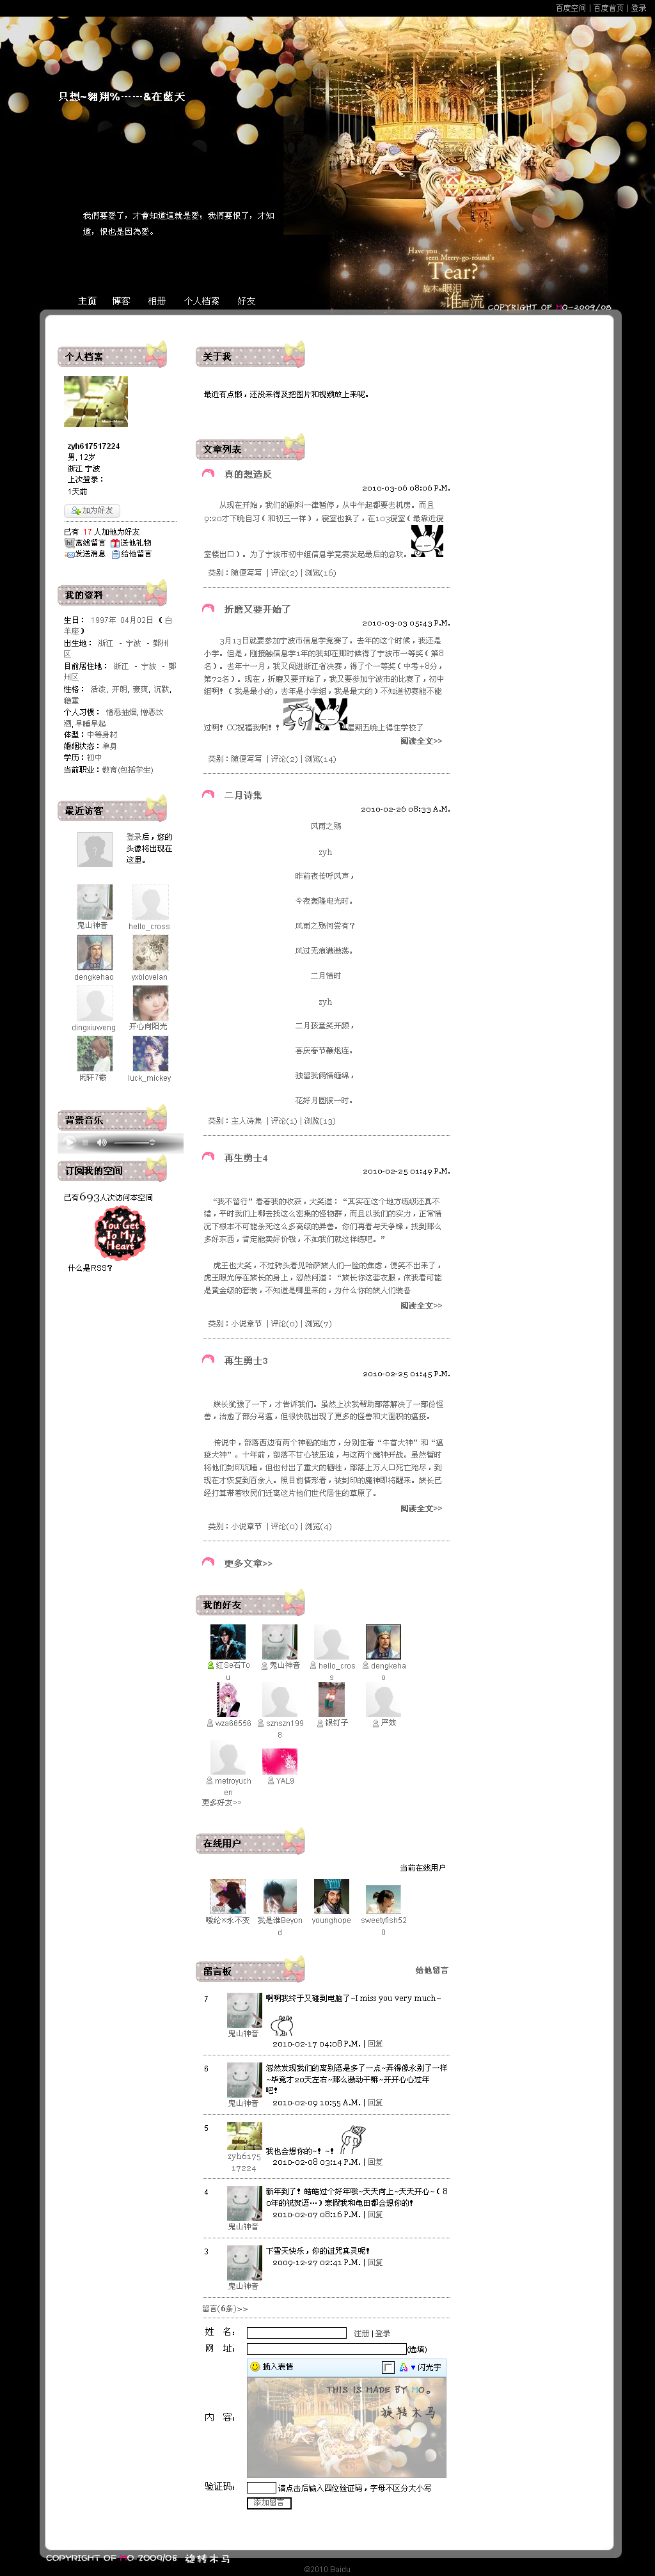 百度空间 | 百度首页 | 登录
只想~翱翔%……&在藍天
我們要愛了，才會知道這就是愛；我們要恨了，才知
道，恨也是因為愛。
Have you
seen Merry-go-round's
Tear?
旋木的眼泪
为谁而流
COPYRIGHT OF MO-2009/08
主页 博客 相册 个人档案 好友
个人档案
zyh617517224
男, 12岁
浙江 宁波
上次登录：
1天前
加为好友
已有 17 人加他为好友
离线留言 送他礼物
发送消息 给他留言
我的资料
生日： 1997年 04月02日 （ 白
羊座 ）
出生地： 浙江 - 宁波 - 鄞州
区
目前居住地： 浙江 - 宁波 - 鄞
州区
性格： 活泼, 开朗, 豪爽, 沉默,
稳重
个人习惯： 憎恶抽烟, 憎恶饮
酒, 早睡早起
体型：中等身材
婚姻状态：单身
学历：初中
当前职业：教育(包括学生)
最近访客
登录后，您的
头像将出现在
这里。
鬼山神音 hello_cross
dengkehao yxblovelan
dingxiuweng 开心向阳光
luck_mickey
背景音乐
订阅我的空间
已有693人次访问本空间
You Get
To My
Heart
什么是RSS?
关于我
最近有点懒，还没来得及把图片和视频放上来呢。
文章列表
真的想造反
2010-03-06 08:06 P.M.
从现在开始，我们的副科一律暂停，从中午起都要去机房。而且
9:20才下晚自习（和初三一样），寝室也换了，在103寝室（最靠近寝
室楼出口）。为了宁波市初中组信息学竞赛发起最后的总攻。
类别：随便写写 | 评论(2) | 浏览(16)
折磨又要开始了
2010-03-03 05:43 P.M.
3月13日就要参加宁波市信息学竞赛了。去年的这个时候，我还是
小学。但是，刚接触信息学1年的我却在那时候得了宁波市一等奖（第8
名）。去年十一月，我又闯进浙江省决赛，得了个一等奖（中考+8分，
第72名）。现在，折磨又要开始了，我又要参加宁波市的比赛了，初中
组啊！（我是最小的，去年是小学组，我是最大的）不知道初赛能不能
过啊！CC祝福我啊！！星期五晚上得住学校了
阅读全文>>
类别：随便写写 | 评论(2) | 浏览(14)
二月诗集
2010-02-26 08:33 A.M.
风雨之殇
zyh
昨前夜传呼风声，
今夜轰隆电光时。
风雨之殇何尝有？
风过无痕满谢落。
二月情时
zyh
二月孩童笑开颜，
喜庆春节鞭炮连。
独留我俩情缠绵，
花好月圆彼一时。
类别：主人诗集 | 评论(1) | 浏览(13)
再生勇士4
2010-02-25 01:49 P.M.
“我不留行”看着我的收获，大笑道：“其实在这个地方练级还真不
错，平时我们上哪去找这么密集的怪物群，而且以我们的实力，正常情
况下根本不可能杀死这么多高级的异兽。你们再看与天争锋，找到那么
多好东西，肯定能卖好价钱，不如我们就这样练吧。”
虎王也大笑，不过转头看见哈萨族人们一脸的焦虑，便笑不出来了，
虎王眼光停在族长的身上，忽然问道：“族长你这套衣服，依我看可能
是黄金级的套装，不知道是哪里来的，为什么你的族人们装备
阅读全文>>
类别：小说章节 | 评论(0) | 浏览(7)
再生勇士3
2010-02-25 01:45 P.M.
族长犹豫了一下，才告诉我们。虽然上次我帮助部落解决了一部份怪
兽，治愈了部分马瘟，但很快就出现了更多的怪兽和大面积的瘟疫。
传说中，部落西边有两个神秘的地方，分别住着“牛首大神”和“瘟
疫大神”。十年前，部落不甘心被压迫，与这两个魔神开战。虽然暂时
将他们封印沉睡，但也付出了重大的牺牲，部落上万人口死亡殆尽，到
现在才恢复到百余人。照目前情形看，被封印的魔神即将醒来。族长已
经打算带着牧民们迁离这片他们世代居住的草原了。
阅读全文>>
类别：小说章节 | 评论(0) | 浏览(4)
更多文章>>
我的好友
紅Se石To
u
鬼山神音
hello_cros
s
dengkeha
o
wza66556
sznszn199
8
银钉子
严效
metroyuch
en
YAL9
更多好友>>
在线用户
当前在线用户
嗳纶※永不变
我是谁Beyon
d
younghope
sweetyfish52
0
留言板
给他留言
7
啊啊我终于又碰到电脑了~I miss you very much~
鬼山神音
2010-02-17 04:08 P.M. | 回复
6
忽然发现我们的寓别语是多了一点~弄得像永别了一样
~毕竟才20天左右~那么激动干嘛~开开心心过年
吧！
鬼山神音
2010-02-09 10:55 A.M. | 回复
5
我也会想你的~！~！
zyh6175
17224
2010-02-08 03:14 P.M. | 回复
4
新年到了！皓皓过个好年哦~天天向上~天天开心~（8
0年的祝贺语…）寒假我和龟田都会想你的！
2010-02-07 08:16 P.M. | 回复
鬼山神音
3
下雪天快乐，你的诅咒真灵呢！
2009-12-27 02:41 P.M. | 回复
鬼山神音
留言(6条)>>
姓 名： 注册 | 登录
网 址： (选填)
插入表情 闪光字
THIS IS MADE BY MO。
旋转木马
内 容：
验证码： 请点击后输入四位验证码，字母不区分大小写
添加留言
COPYRIGHT OF MO-2009/08 旋转木马
©2010 Baidu